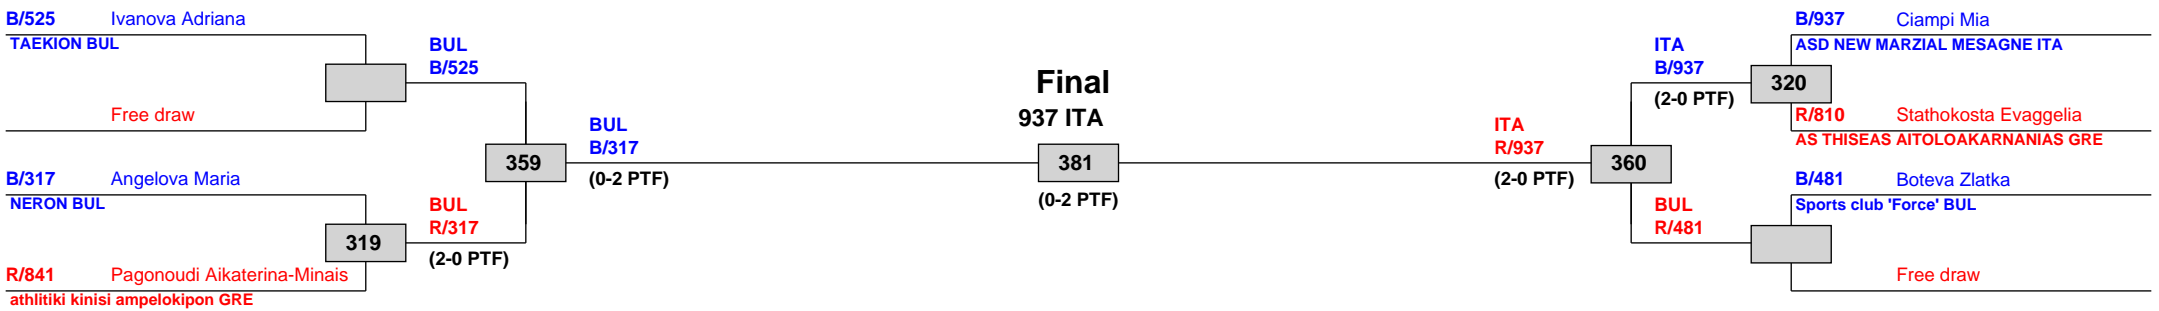 B/525 Ivanova Adriana
TAEKION BUL
Free draw
B/317 Angelova Maria
NERON BUL
R/841 Pagonoudi Aikaterina-Minais
athlitiki kinisi ampelokipon GRE
319
BUL
B/525
BUL
R/317
(2-0 PTF)
359
BUL
B/317
(0-2 PTF)
Final
937 ITA
381
(0-2 PTF)
ITA
R/937
(2-0 PTF)
360
ITA
B/937
(2-0 PTF)
BUL
R/481
320
B/937 Ciampi Mia
ASD NEW MARZIAL MESAGNE ITA
R/810 Stathokosta Evaggelia
AS THISEAS AITOLOAKARNANIAS GRE
B/481 Boteva Zlatka
Sports club 'Force' BUL
Free draw